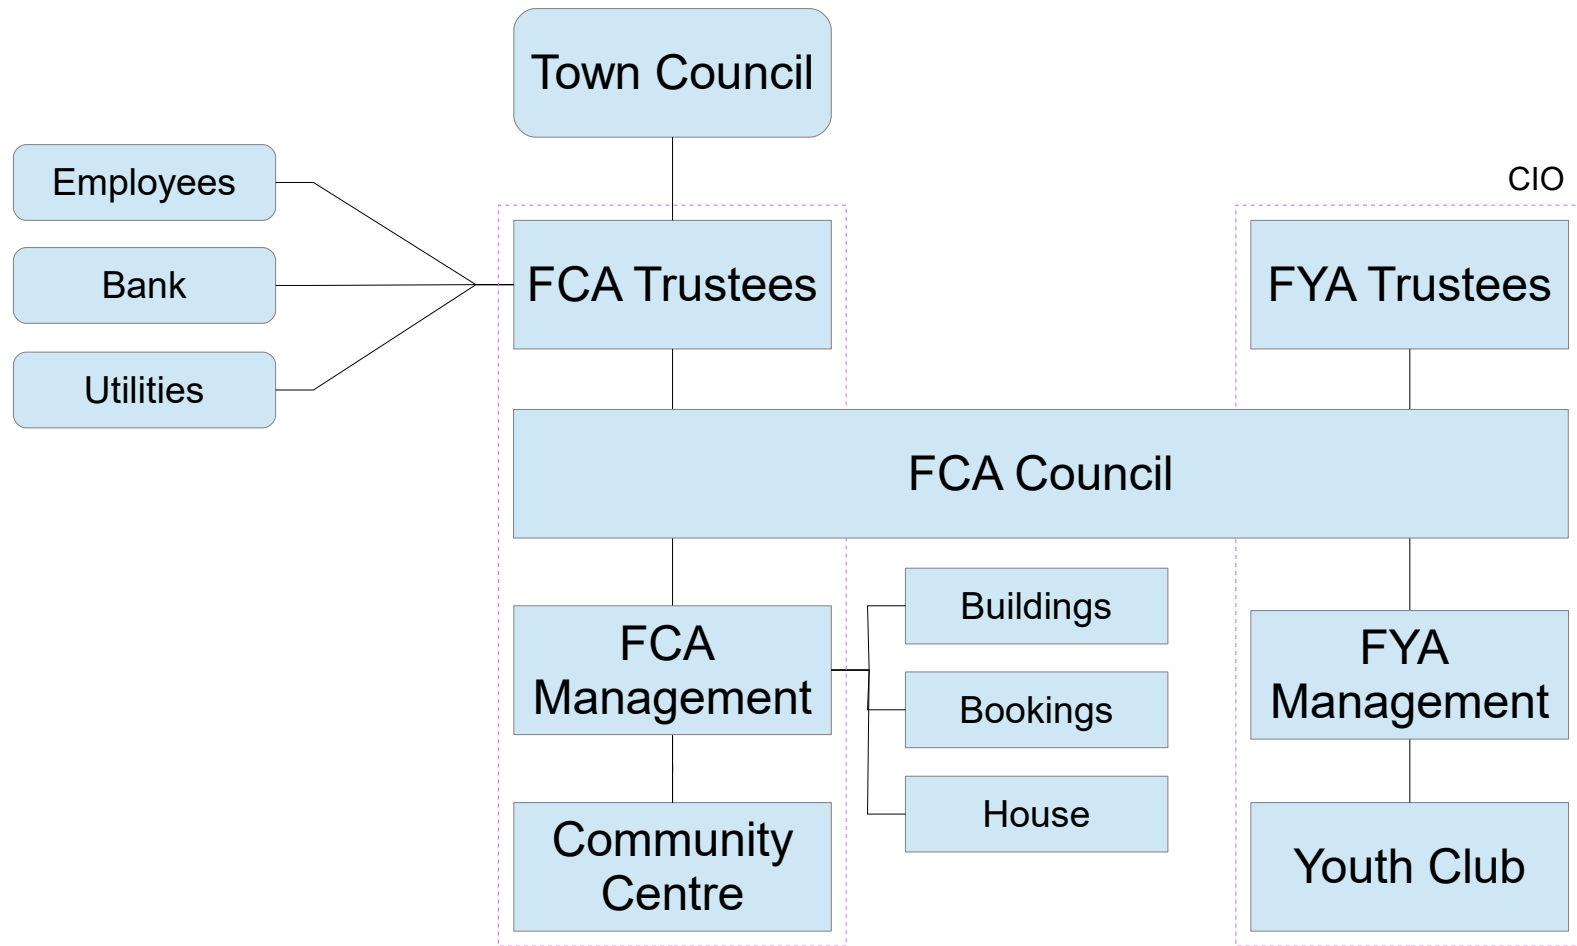 Town Council
Employees
CIO
Bank
FCA Trustees
FYA Trustees
Utilities
FCA Council
Buildings
FCA
Management
FYA
Management
Bookings
House
Community
Centre
Youth Club